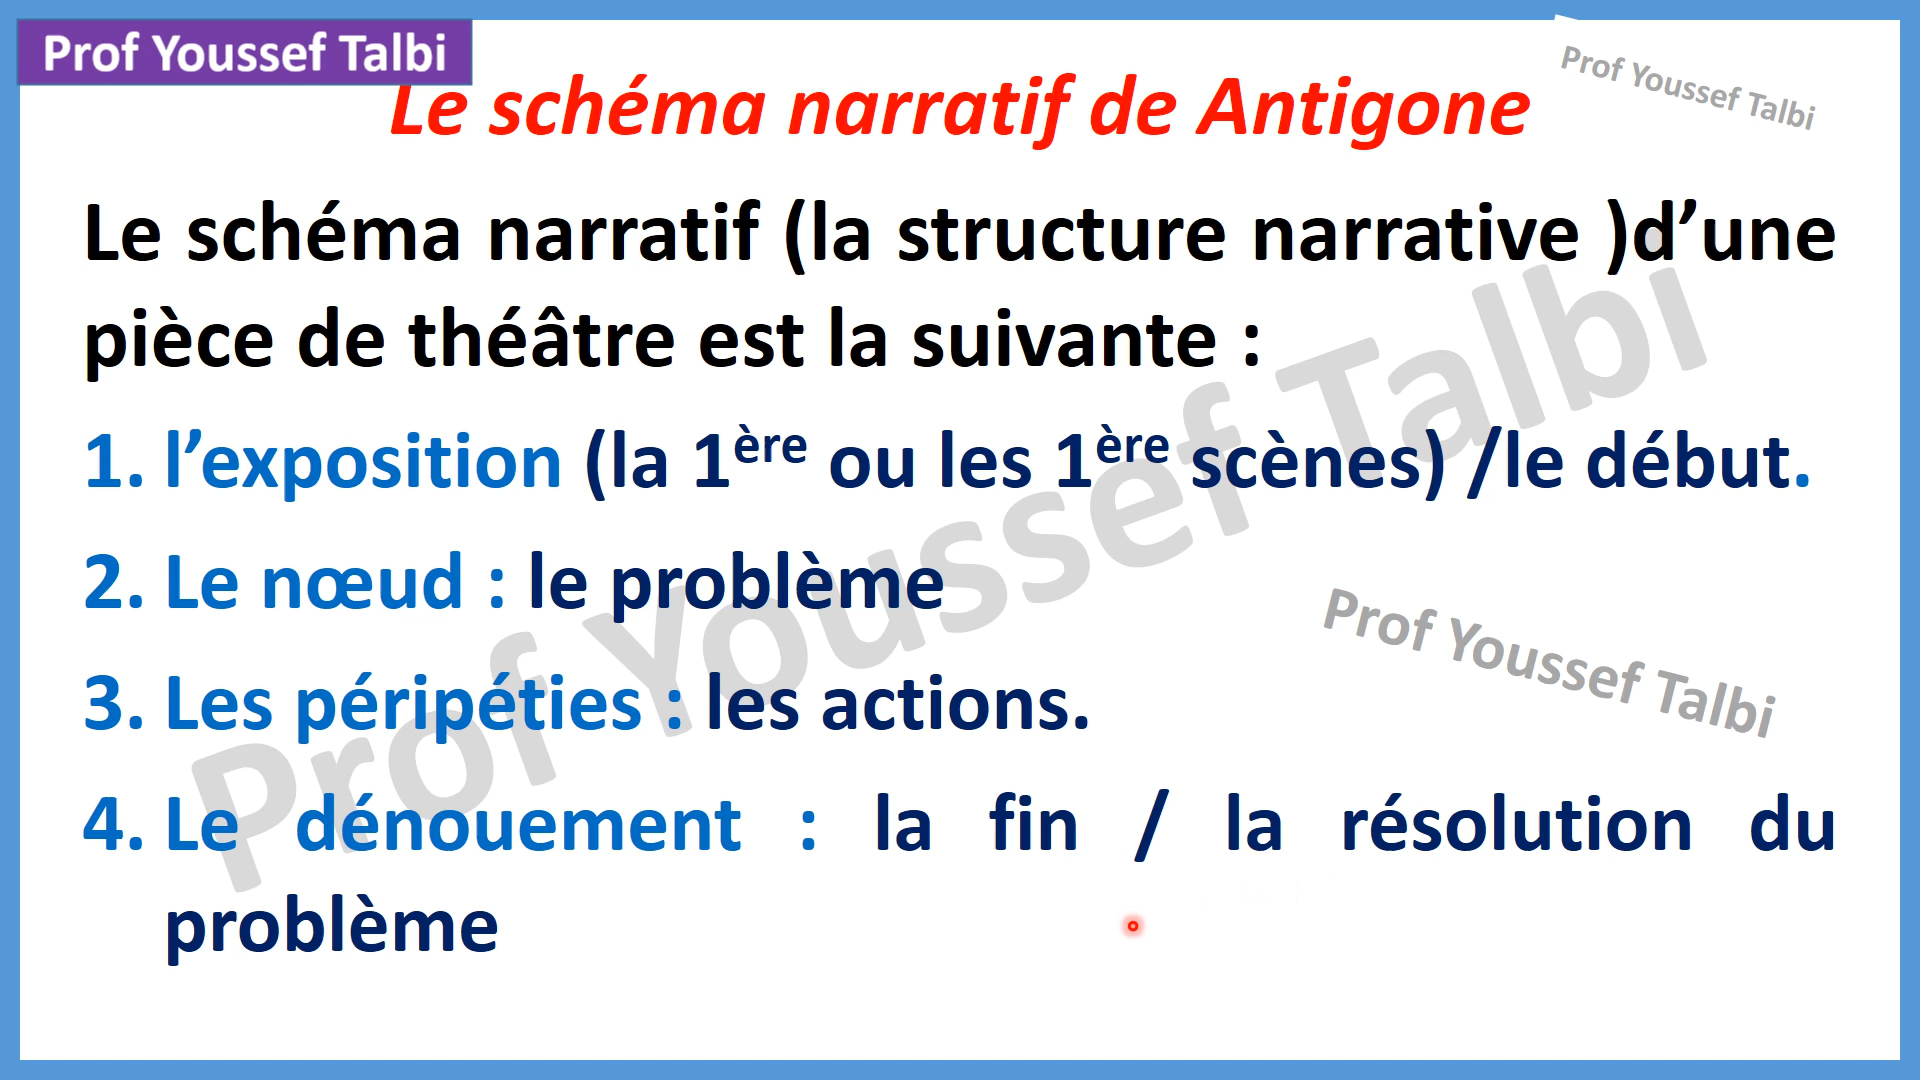 Prof Youssef Talbi
Prof Youssef Talbi
Le schéma narratif de Antigone
Le schéma narratif (la structure narrative )d’une
pièce de théâtre est la suivante :
1. l’exposition (la 1ère ou les 1ère scènes) /le début.
2. Le nœud : le problème
3. Les péripéties : les actions.
4. Le dénouement : la fin / la résolution du
problème
Prof Youssef Talbi
Prof Youssef Talbi